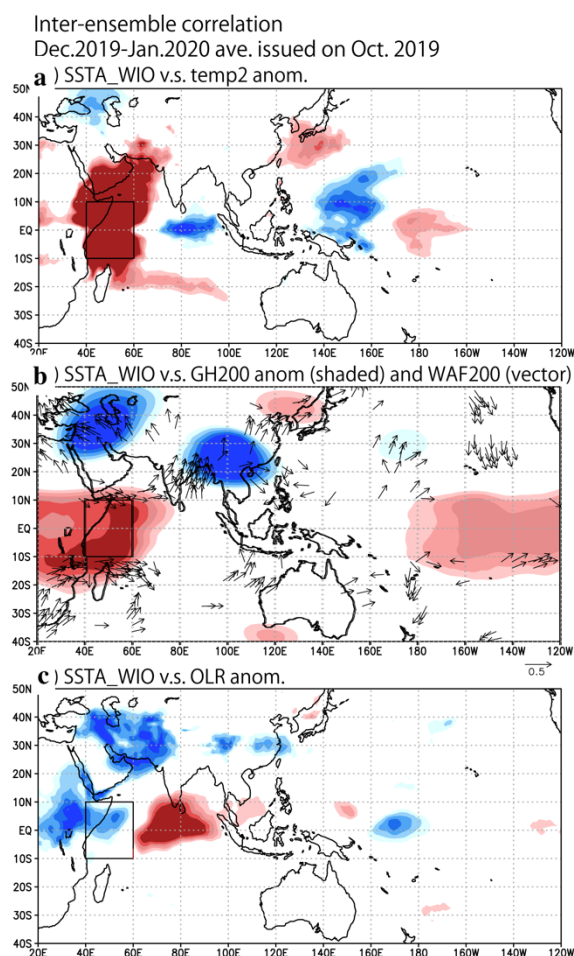 Inter-ensemble correlation
Dec.2019-Jan.2020 ave. issued on Oct. 2019
a ) SSTA_WIO v.s. temp2 anom.
50N
40N
30N
20N
10N
EQ
10S
20S
30S
40S
20E 40E 60E 80E 100E 120E 140E 160E 180 160W 140W 120W
b ) SSTA_WIO v.s. GH200 anom (shaded) and WAF200 (vector)
50N
40N
30N
20N
10N
EQ
10S
20S
30S
40S
20E 40E 60E 80E 100E 120E 140E 160E 180 160W 140W 120W
0.5
c ) SSTA_WIO v.s. OLR anom.
50N
40N
30N
20N
10N
EQ
10S
20S
30S
40S
20E 40E 60E 80E 100E 120E 140E 160E 180 160W 140W 120W